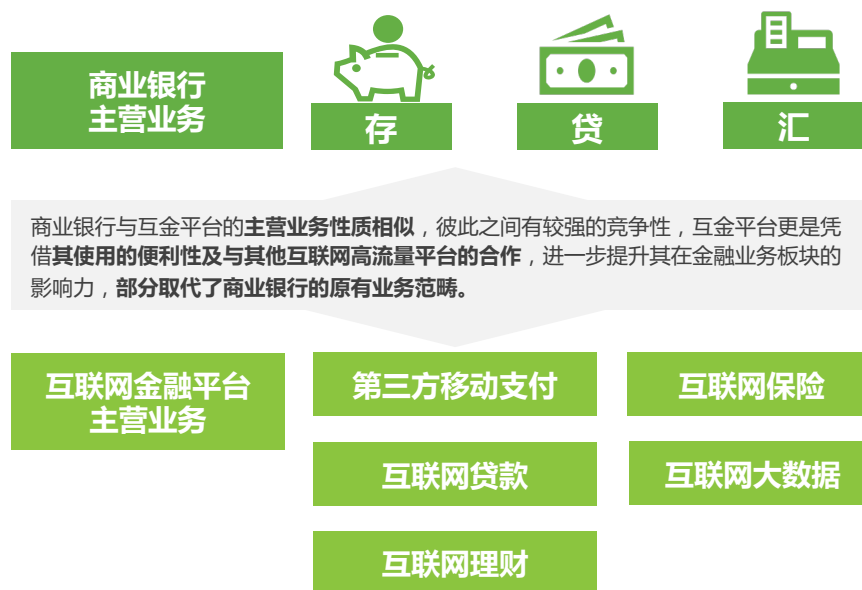 商业银行
主营业务
存
贷
汇
商业银行与互金平台的主营业务性质相似，彼此之间有较强的竞争性，互金平台更是凭
借其使用的便利性及与其他互联网高流量平台的合作，进一步提升其在金融业务板块的
影响力，部分取代了商业银行的原有业务范畴。
互联网金融平台
主营业务
第三方移动支付
互联网保险
互联网贷款
互联网大数据
互联网理财